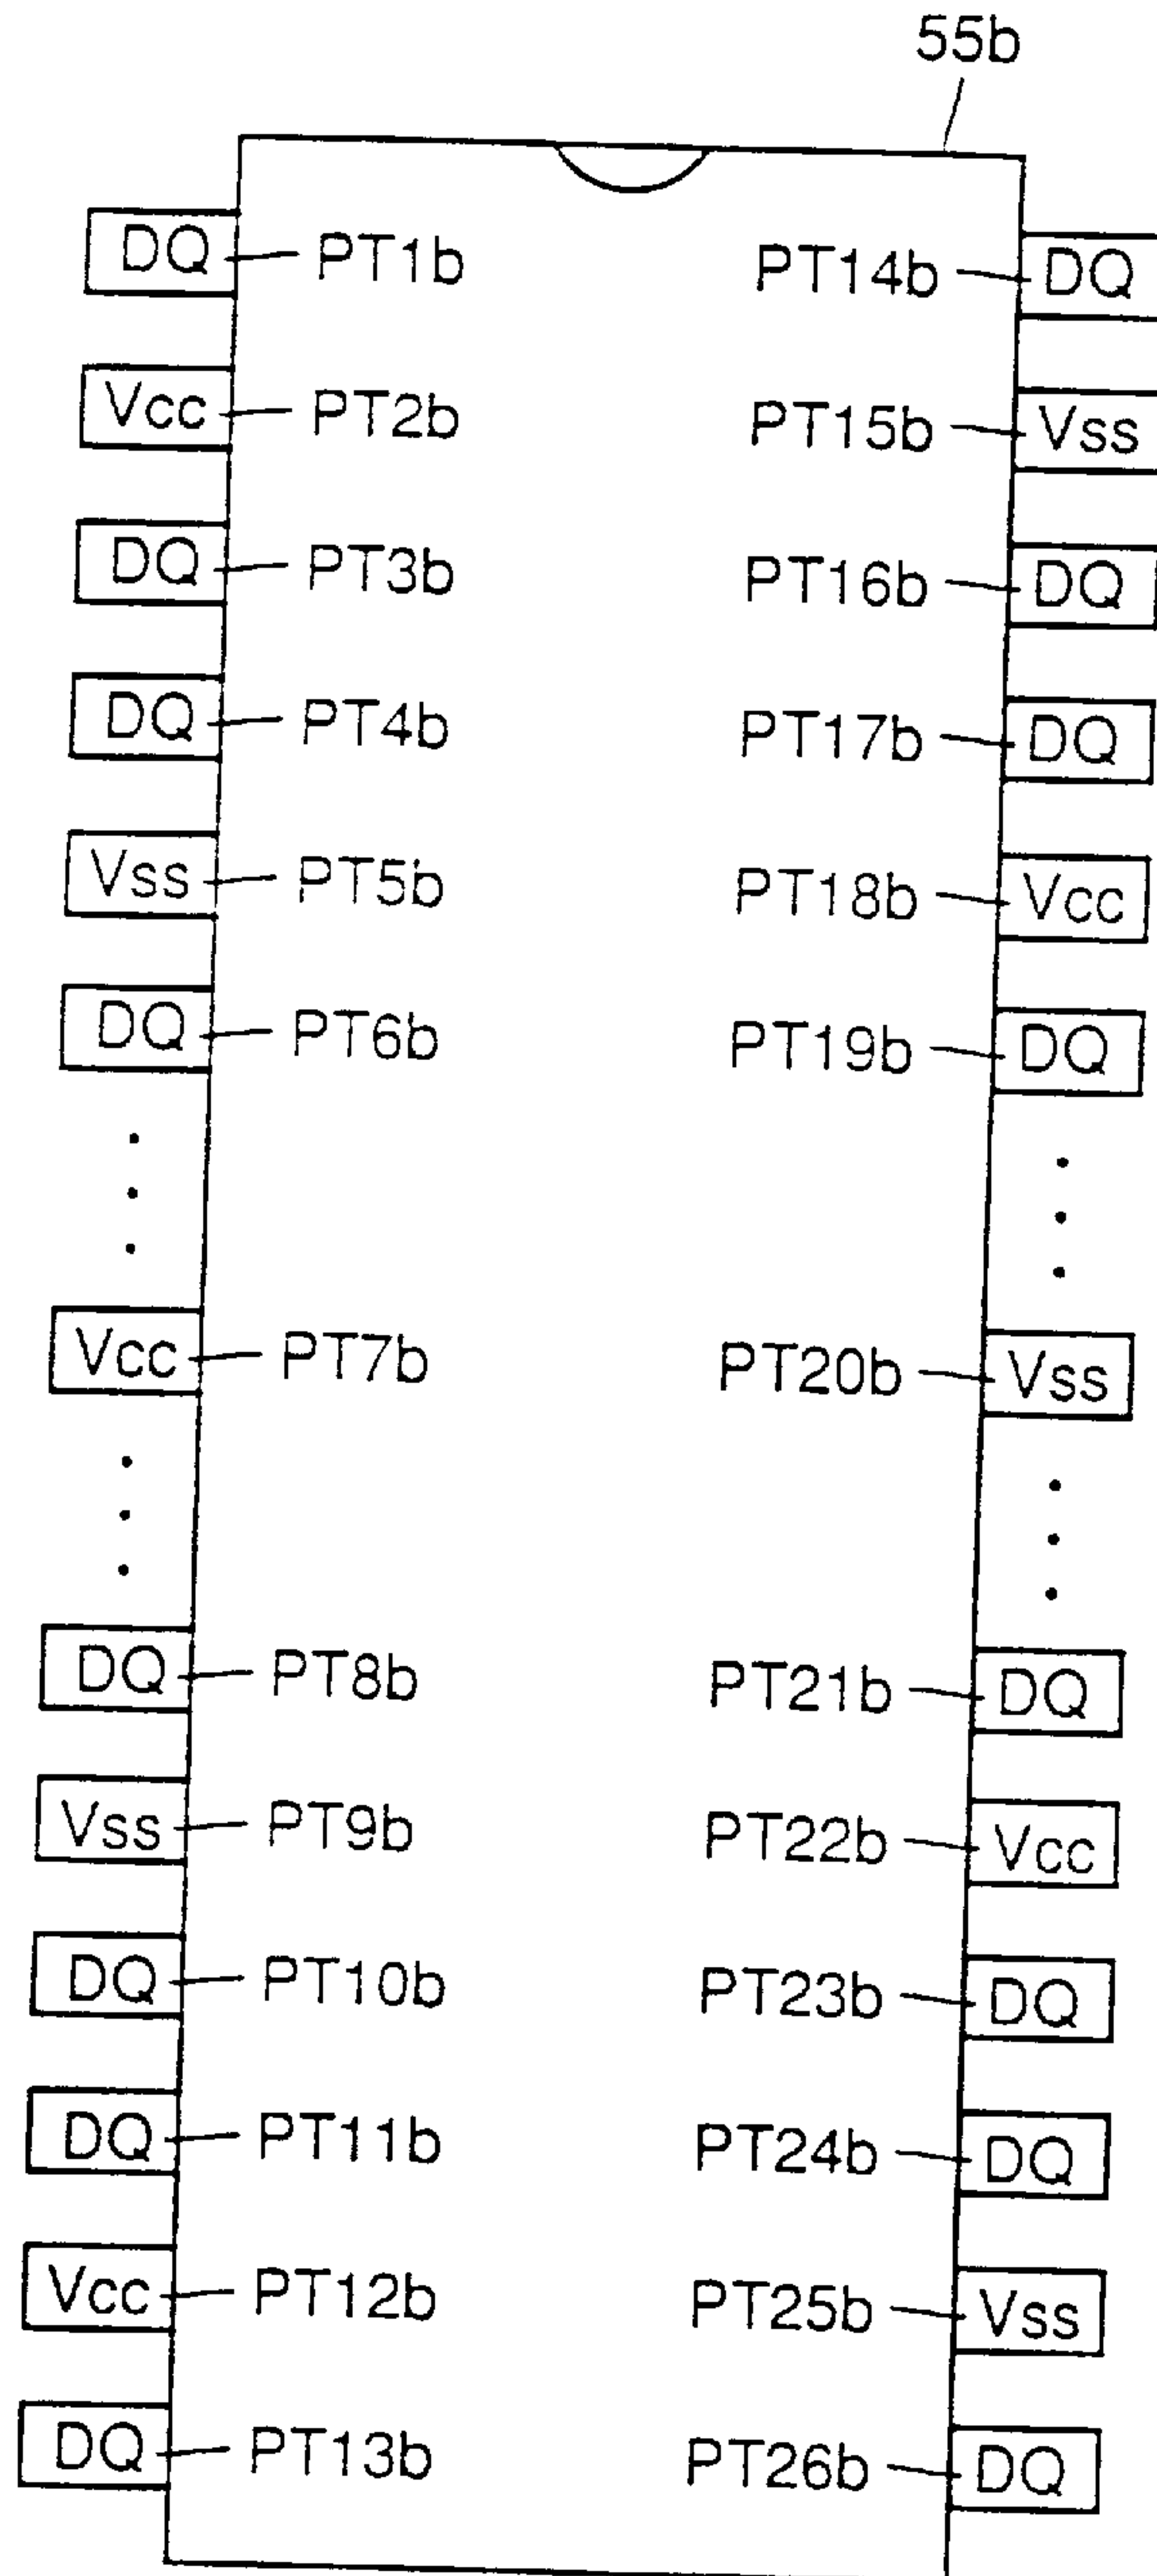 55b
DQ PT1b PT14b DQ
Vcc PT2b PT15b Vss
DQ PT3b PT16b DQ
DQ PT4b PT17b DQ
Vss PT5b PT18b Vcc
DQ PT6b PT19b DQ
Vcc PT7b PT20b Vss
DQ PT8b PT21b DQ
Vss PT9b PT22b Vcc
DQ PT10b PT23b DQ
DQ PT11b PT24b DQ
Vcc PT12b PT25b Vss
DQ PT13b PT26b DQ